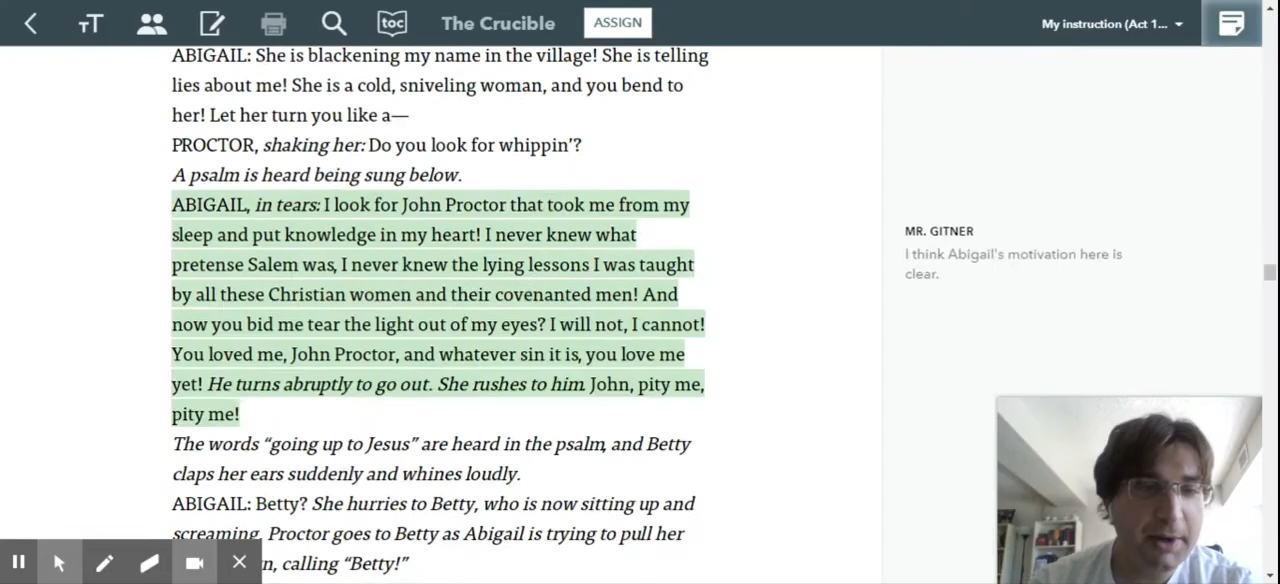 TT toc The Crucible ASSIGN My instruction (Act 1...
ABIGAIL: She is blackening my name in the village! She is telling
lies about me! She is a cold, sniveling woman, and you bend to
her! Let her turn you like a—
PROCTOR, shaking her: Do you look for whippin’?
A psalm is heard being sung below.
ABIGAIL, in tears: I look for John Proctor that took me from my
sleep and put knowledge in my heart! I never knew what
pretense Salem was, I never knew the lying lessons I was taught
by all these Christian women and their covenanted men! And
now you bid me tear the light out of my eyes? I will not, I cannot!
You loved me, John Proctor, and whatever sin it is, you love me
yet! He turns abruptly to go out. She rushes to him. John, pity me,
pity me!
The words “going up to Jesus” are heard in the psalm, and Betty
claps her ears suddenly and whines loudly.
ABIGAIL: Betty? She hurries to Betty, who is now sitting up and
screaming. Proctor goes to Betty as Abigail is trying to pull her
calling “Betty!”
MR. GITNER
I think Abigail's motivation here is
clear.